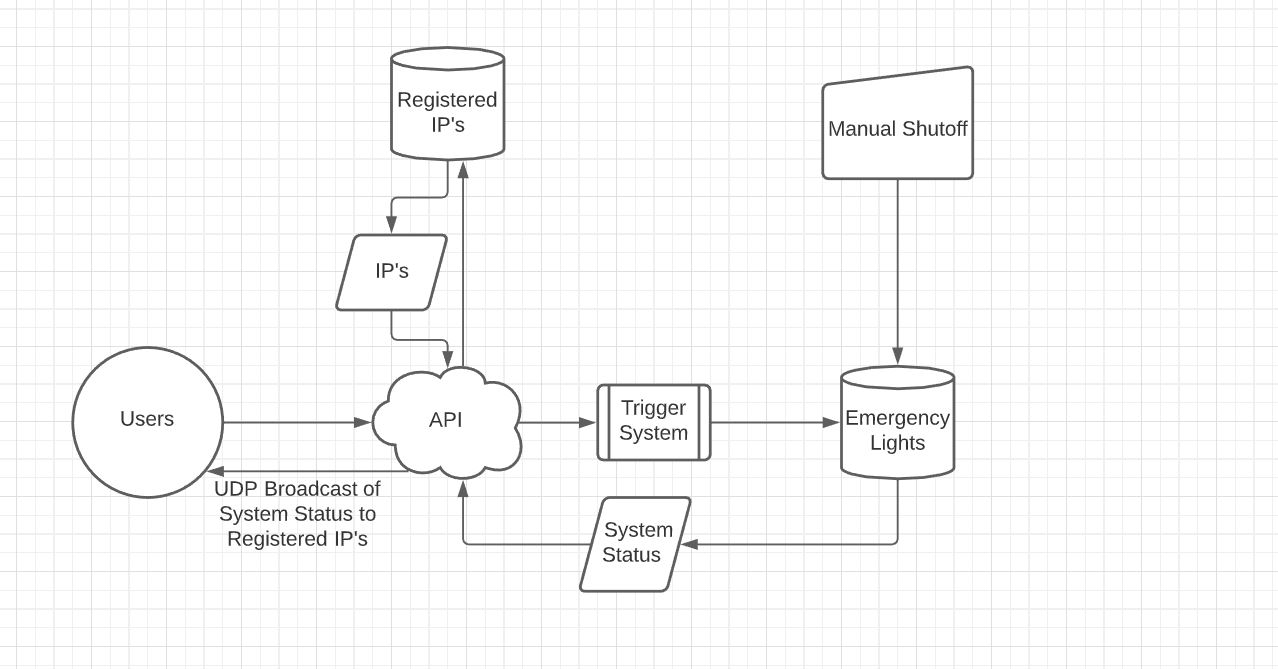 Registered
IP's
Manual Shutoff
IP's
Users
API
Trigger
System
Emergency
Lights
UDP Broadcast of
System Status to
Registered IP's
System
Status